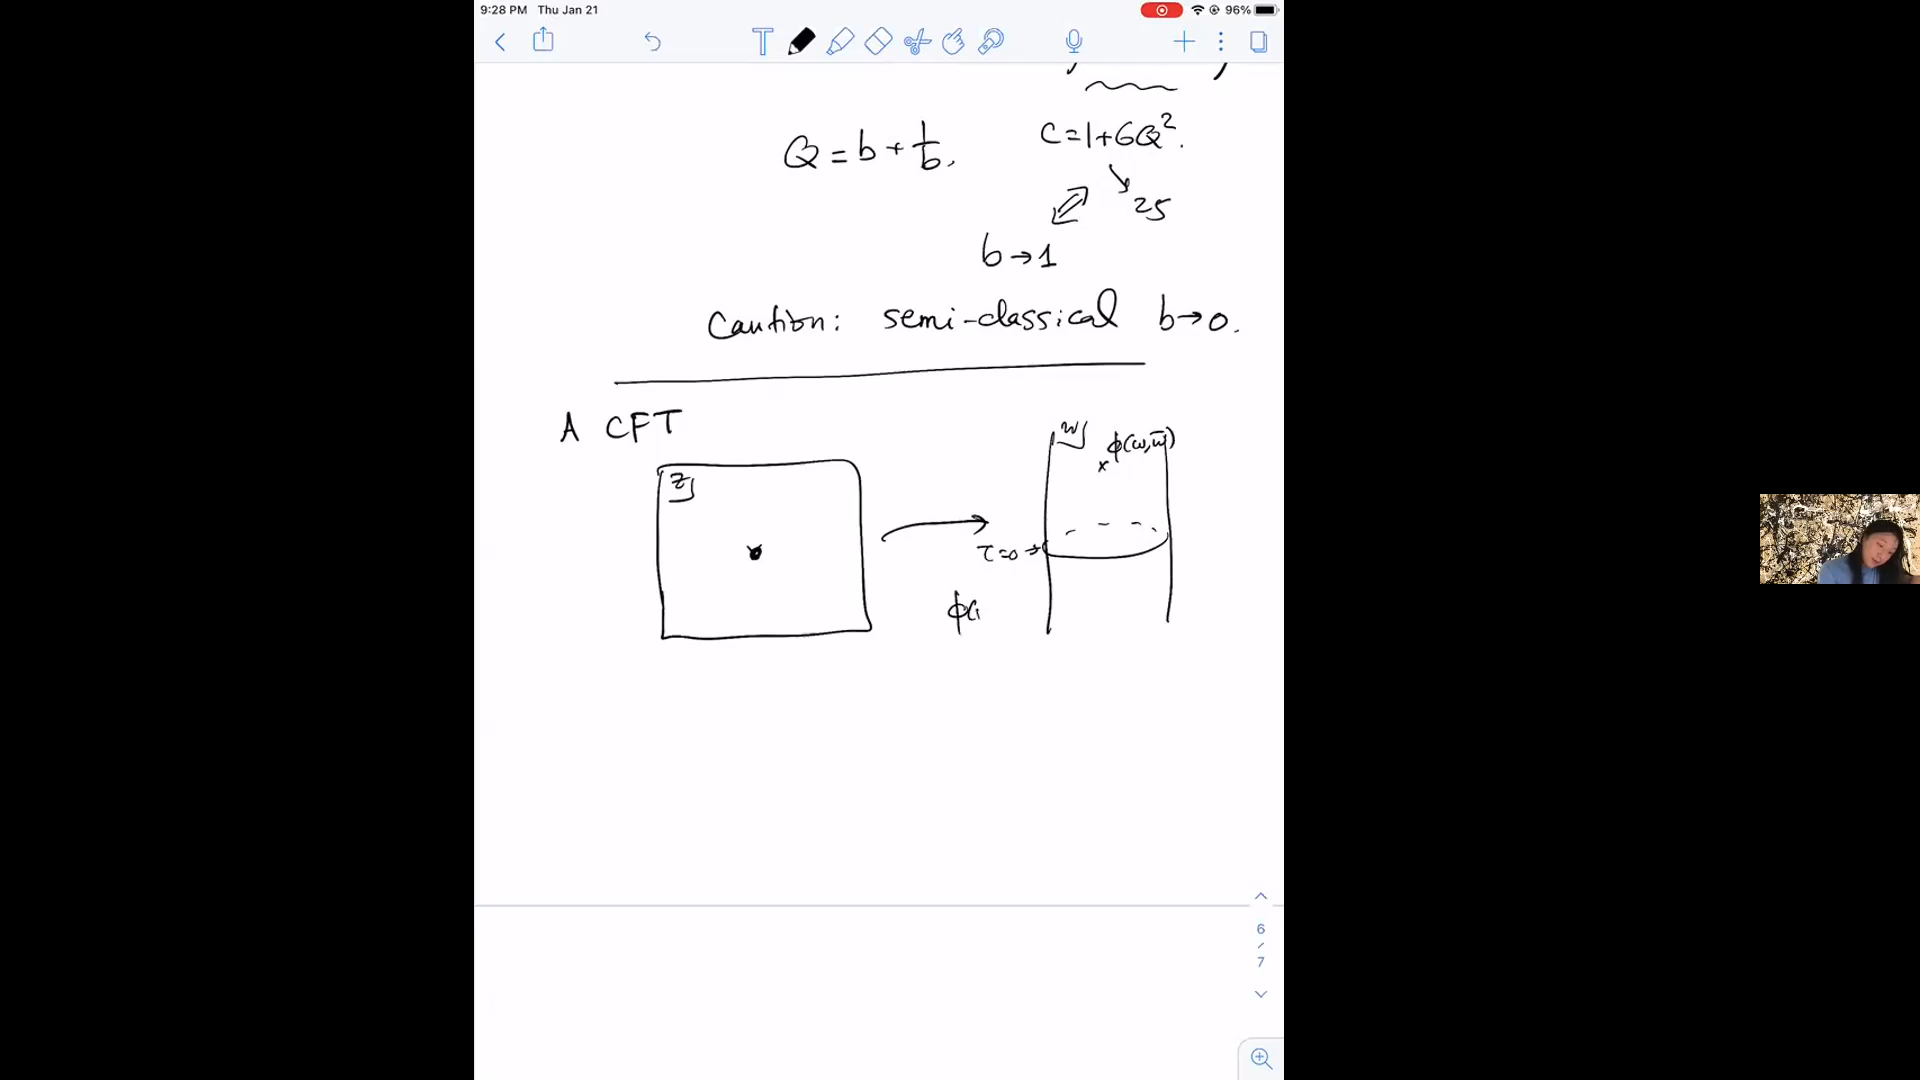 9:28 PM Thu Jan 21
96%
Q = b + 1/b.
C=1+6Q².
25
b→1
Caution: semi-classical b→0.
A CFT
z
w
ϕ(w,w̄)
τ=0→
ϕ(
6
/
7